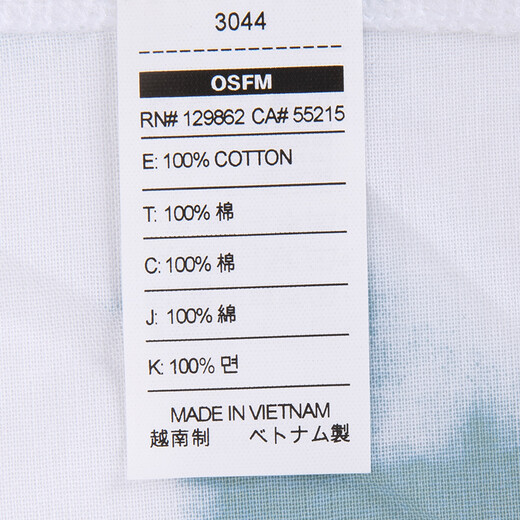 3044
OSFM
RN# 129862 CA# 55215
E: 100% COTTON
T: 100% 棉
C: 100% 棉
J: 100% 綿
K: 100% 면
MADE IN VIETNAM
越南制 ベトナム製